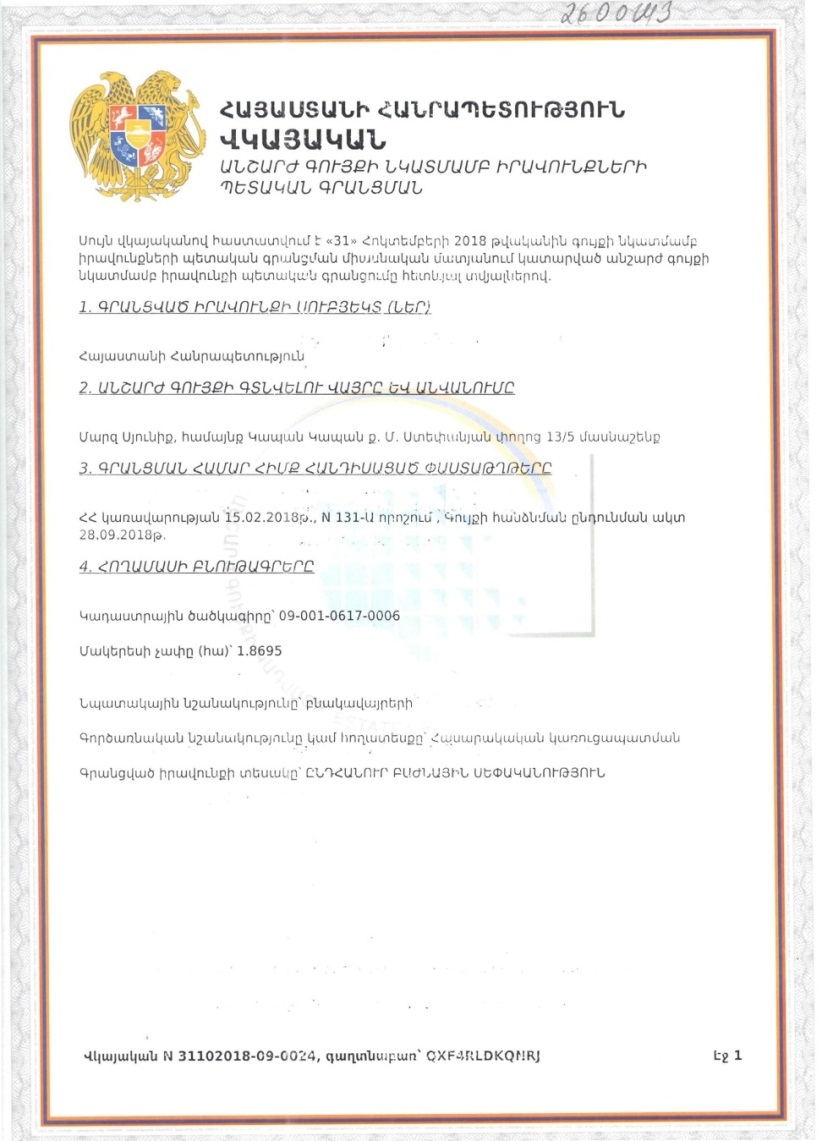 ՀԱՅԱՍՏԱՆԻ ՀԱՆՐԱՊԵՏՈՒԹՅՈՒՆ
ՎԿԱՅԱԿԱՆ
ԱՆՇԱՐԺ ԳՈՒՅՔԻ ՆԿԱՏՄԱՄԲ ԻՐԱՎՈՒՆՔՆԵՐԻ
ՊԵՏԱԿԱՆ ԳՐԱՆՑՄԱՆ
Սույն վկայականով հաստատվում է «31» Հոկտեմբերի 2018 թվականին գույքի նկատմամբ
իրավունքների պետական գրանցման միասնական մատյանում կատարված անշարժ գույքի
նկատմամբ իրավունքի պետական գրանցումը հետևյալ տվյալներով.
1. ԳՐԱՆՑՎԱԾ ԻՐԱՎՈՒՆՔԻ ՍՈՒԲՅԵԿՏ (ՆԵՐ)
Հայաստանի Հանրապետություն
2. ԱՆՇԱՐԺ ԳՈՒՅՔԻ ԳՏՆՎԵԼՈՒ ՎԱՅՐԸ ԵՎ ԱՆՎԱՆՈՒՄԸ
Մարզ Սյունիք, համայնք Կապան Կապան ք. Մ. Ստեփանյան փողոց 13/5 մասնաշենք
3. ԳՐԱՆՑՄԱՆ ՀԱՄԱՐ ՀԻՄՔ ՀԱՆԴԻՍԱՑԱԾ ՓԱՍՏԱԹՂԹԵՐԸ
ՀՀ կառավարության 15.02.2018թ., N 131-Ա որոշում , Գույքի հանձնման ընդունման ակտ
28.09.2018թ.
4. ՀՈՂԱՄԱՍԻ ԲՆՈՒԹԱԳՐԵՐԸ
Կադաստրային ծածկագիրը՝ 09-001-0617-0006
Մակերեսի չափը (հա)՝ 1.8695
Նպատակային նշանակությունը՝ բնակավայրերի
ESTATE
Գործառնական նշանակությունը կամ հողատեսքը՝ Հասարակական կառուցապատման
Գրանցված իրավունքի տեսակը՝ ԸՆԴՀԱՆՈՒՐ ԲԱԺՆԱՅԻՆ ՍԵՓԱԿԱՆՈՒԹՅՈՒՆ
Վկայական N 31102018-09-0024, գաղտնաբառ՝ QXF4RLDKQNRJ էջ 1